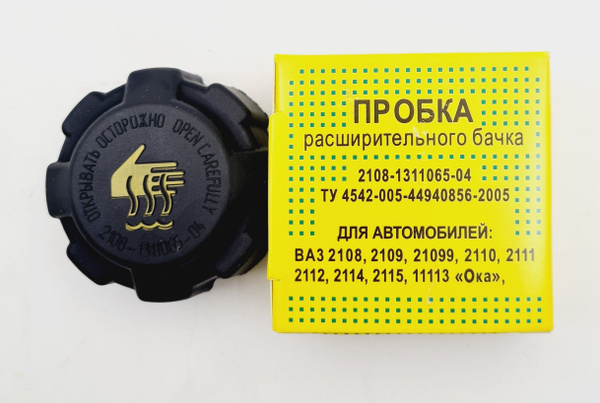 ОТКРЫВАТЬ ОСТОРОЖНО OPEN CAREFULLY
2108-1311065-04
ПРОБКА
расширительного бачка
2108-1311065-04
ТУ 4542-005-44940856-2005
ДЛЯ АВТОМОБИЛЕЙ:
ВАЗ 2108, 2109, 21099, 2110, 2111
2112, 2114, 2115, 11113 «Ока»,